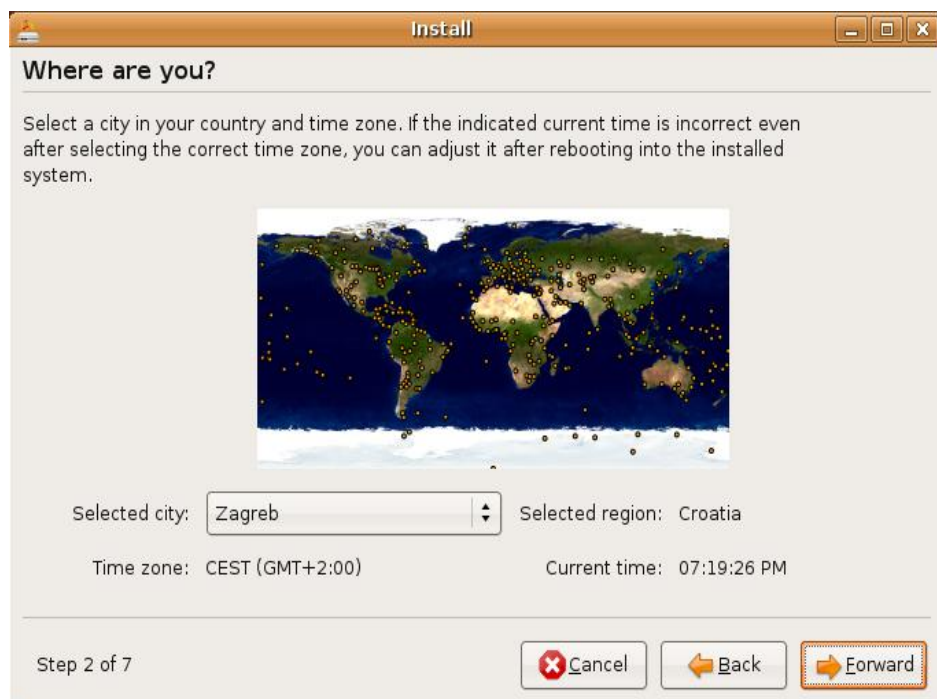 Install
Where are you?
Select a city in your country and time zone. If the indicated current time is incorrect even
after selecting the correct time zone, you can adjust it after rebooting into the installed
system.
Selected city: Zagreb Selected region: Croatia
Time zone: CEST (GMT+2:00) Current time: 07:19:26 PM
Step 2 of 7 Cancel Back Forward